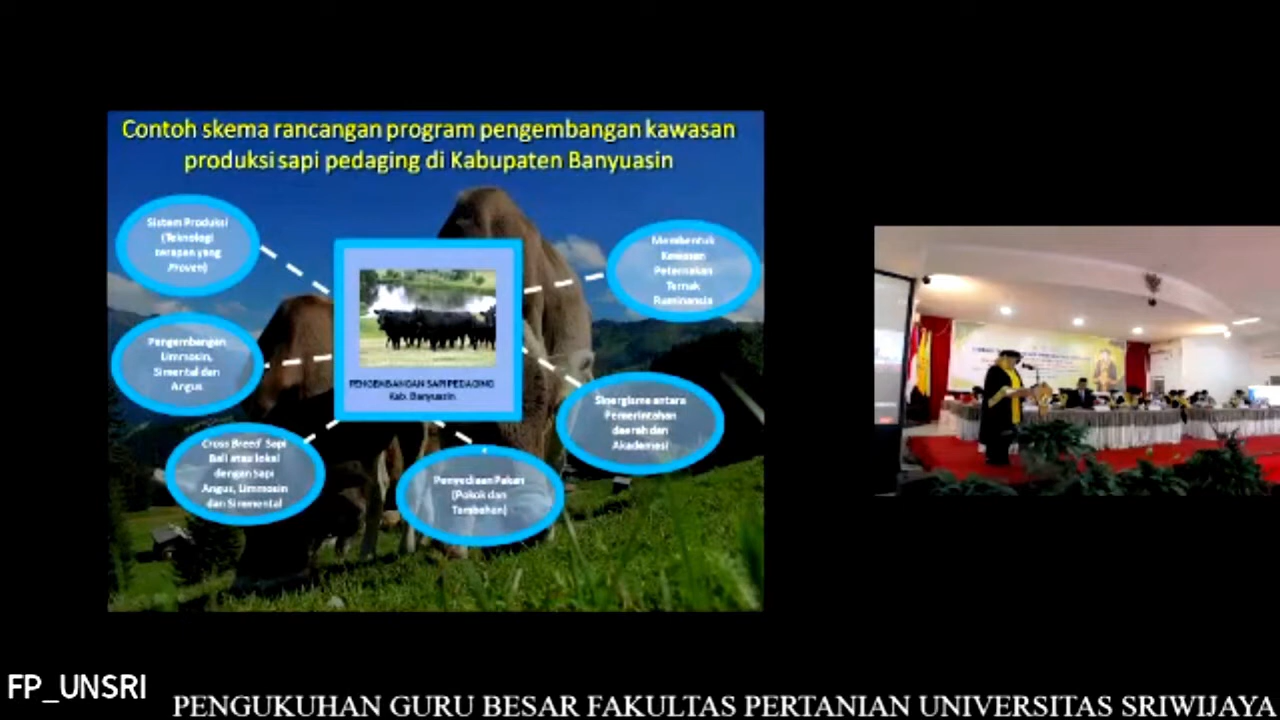 Contoh skema rancangan program pengembangan kawasan
produksi sapi pedaging di Kabupaten Banyuasin
Sistem Produksi
(Teknologi
terapan yang
Proven)
Membentuk
Kawasan
Peternakan
Ternak
Ruminansia
Pengembangan
Limmosin,
Simental dan
Angus
PENGEMBANGAN SAPI PEDAGING
Kab. Banyuasin
Sinergisme antara
Pemerintahan
daerah dan
Akademesi
Cross Breed Sapi
Bali atau lokal
dengan Sapi
Angus, Limmosin
dan Simmental
Penyediaan Pakan
(Pokok dan
Tambahan)
FP_UNSRI
PENGUKUHAN GURU BESAR FAKULTAS PERTANIAN UNIVERSITAS SRIWIJAYA